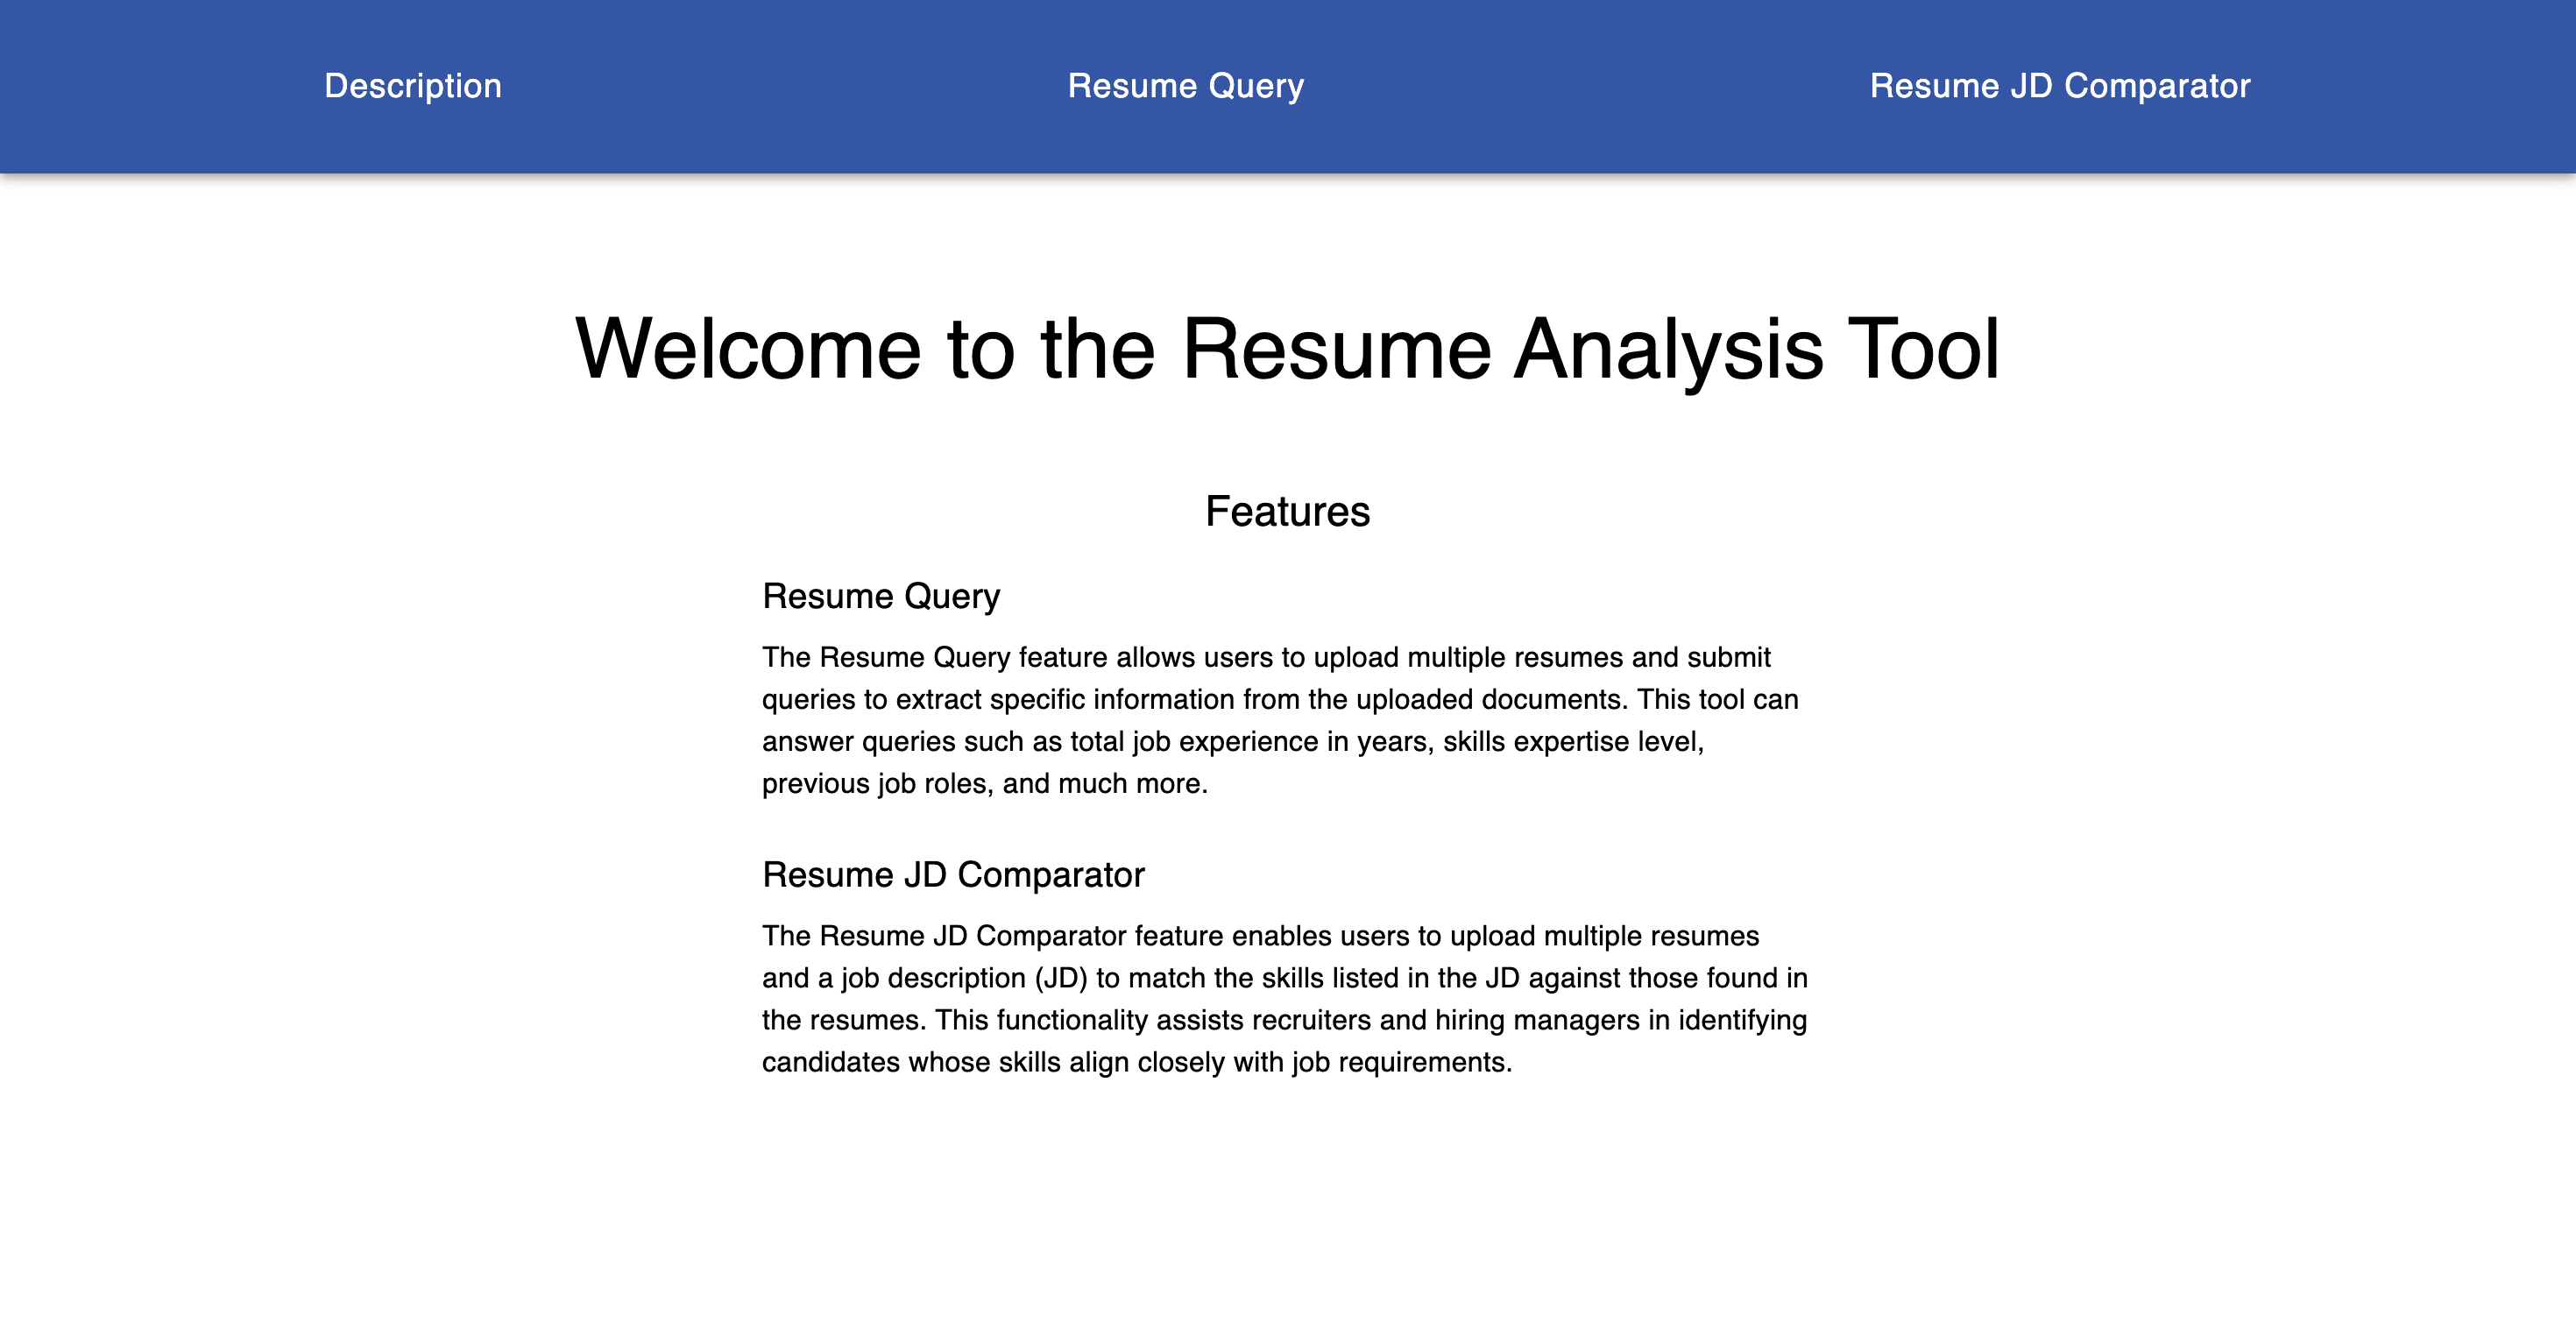 Description
Resume Query
Resume JD Comparator
Welcome to the Resume Analysis Tool
Features
Resume Query
The Resume Query feature allows users to upload multiple resumes and submit
queries to extract specific information from the uploaded documents. This tool can
answer queries such as total job experience in years, skills expertise level,
previous job roles, and much more.
Resume JD Comparator
The Resume JD Comparator feature enables users to upload multiple resumes
and a job description (JD) to match the skills listed in the JD against those found in
the resumes. This functionality assists recruiters and hiring managers in identifying
candidates whose skills align closely with job requirements.